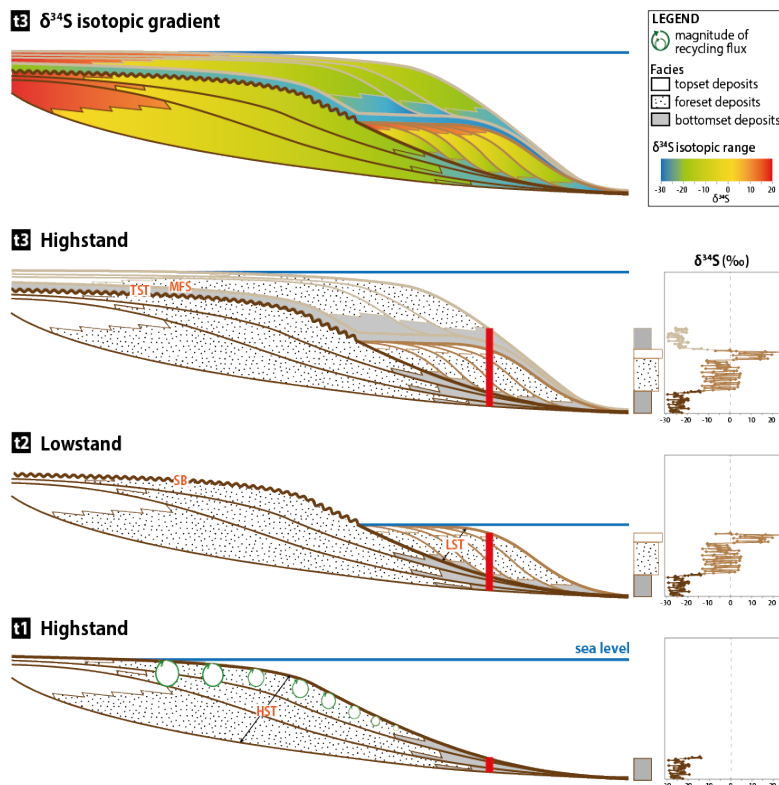 t3 δ³⁴S isotopic gradient
LEGEND
magnitude of
recycling flux
Facies
topset deposits
foreset deposits
bottomset deposits
δ³⁴S isotopic range
-30 -15 0 10 20
δ³⁴S
t3 Highstand
δ³⁴S (‰)
TST
MFS
-30 -20 -10 0 10 20
t2 Lowstand
SB
LST
-30 -20 -10 0 10 20
t1 Highstand
sea level
HST
-30 -20 -10 0 10 20